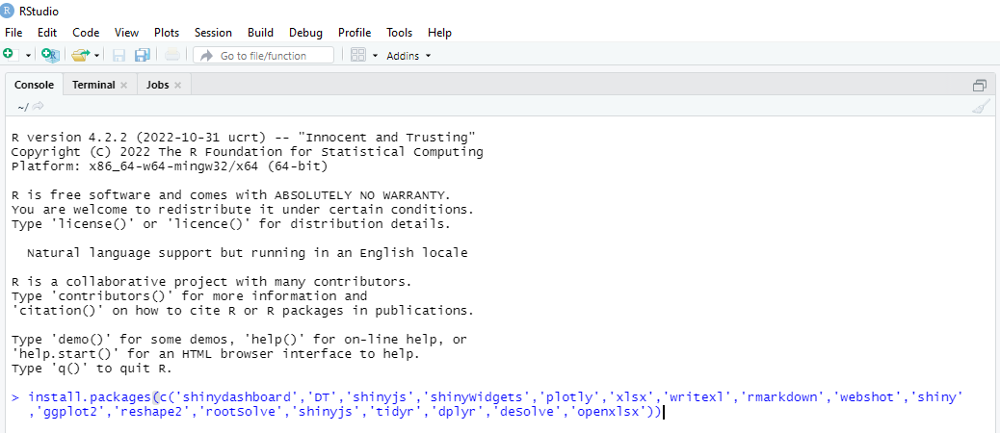 RStudio
File Edit Code View Plots Session Build Debug Profile Tools Help
Go to file/function Addins
Console Terminal Jobs
~/
R version 4.2.2 (2022-10-31 ucrt) -- "Innocent and Trusting"
Copyright (C) 2022 The R Foundation for Statistical Computing
Platform: x86_64-w64-mingw32/x64 (64-bit)
R is free software and comes with ABSOLUTELY NO WARRANTY.
You are welcome to redistribute it under certain conditions.
Type 'license()' or 'licence()' for distribution details.
Natural language support but running in an English locale
R is a collaborative project with many contributors.
Type 'contributors()' for more information and
'citation()' on how to cite R or R packages in publications.
Type 'demo()' for some demos, 'help()' for on-line help, or
'help.start()' for an HTML browser interface to help.
Type 'q()' to quit R.
> install.packages(c('shinydashboard','DT','shinyjs','shinyWidgets','plotly','xlsx','writexl','rmarkdown','webshot','shiny'
,'ggplot2','reshape2','rootSolve','shinyjs','tidyr','dplyr','deSolve','openxlsx'))